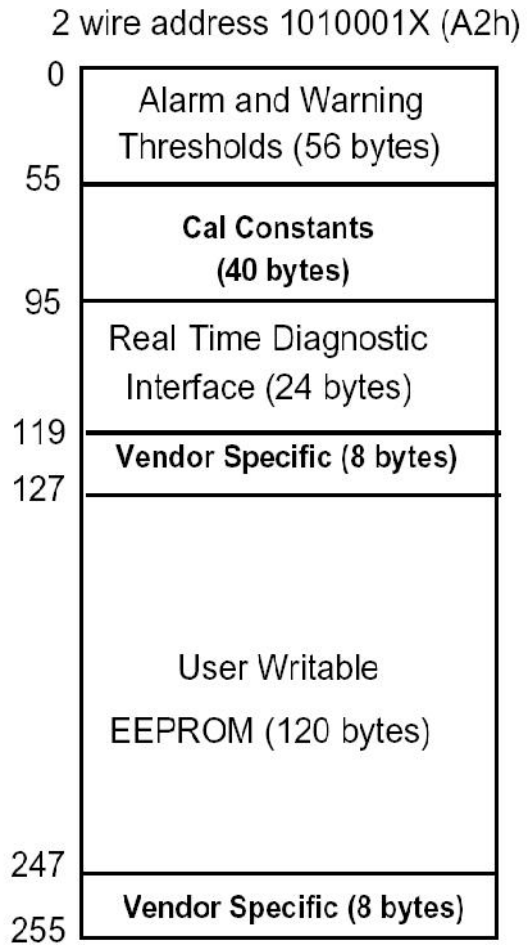 2 wire address 1010001X (A2h)
0
Alarm and Warning
Thresholds (56 bytes)
55
Cal Constants
(40 bytes)
95
Real Time Diagnostic
Interface (24 bytes)
119
Vendor Specific (8 bytes)
127
User Writable
EEPROM (120 bytes)
247
Vendor Specific (8 bytes)
255